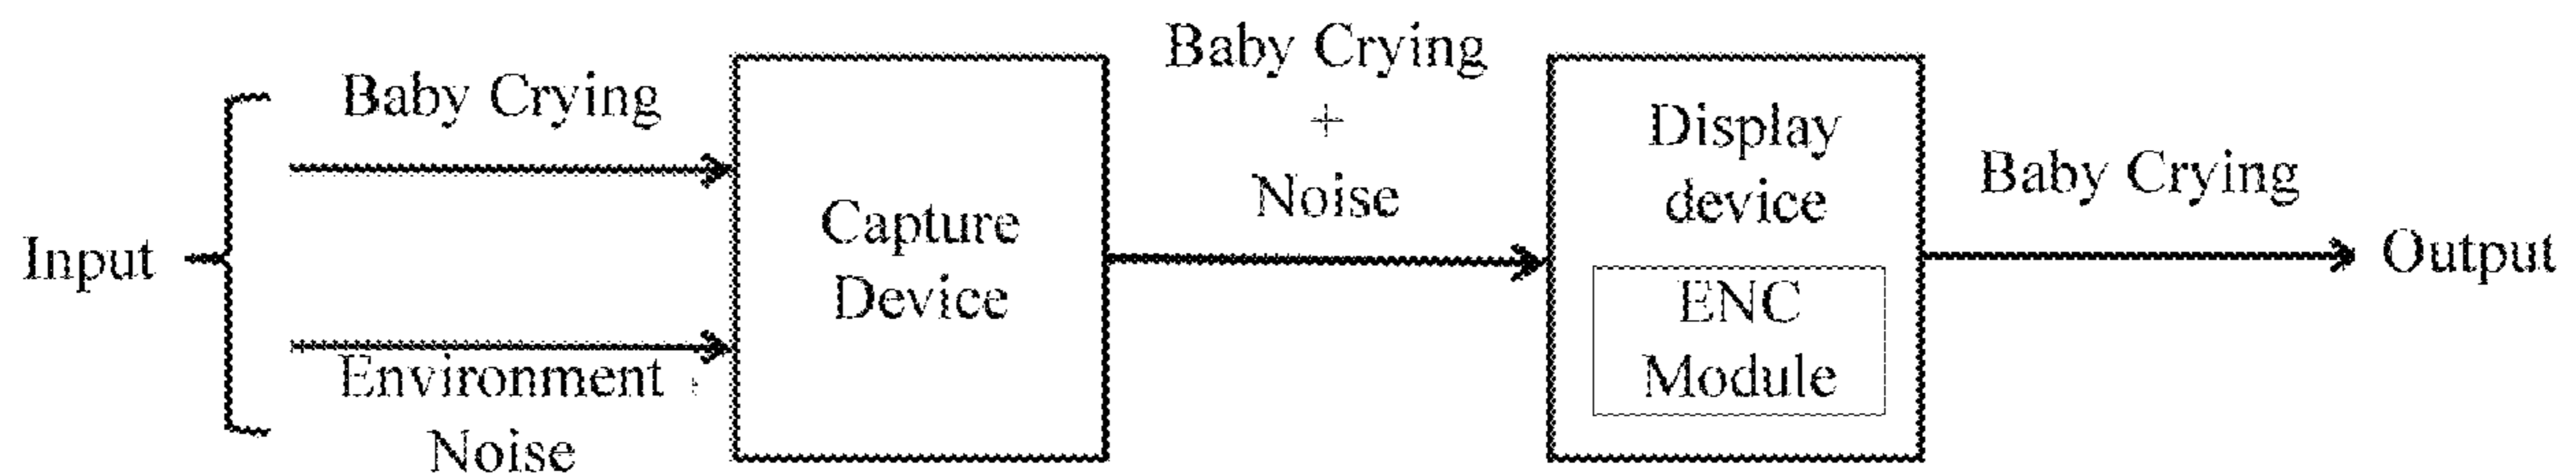 Input
Baby Crying
Environment
Noise
Capture
Device
Baby Crying
+
Noise
Display
device
ENC
Module
Baby Crying
Output